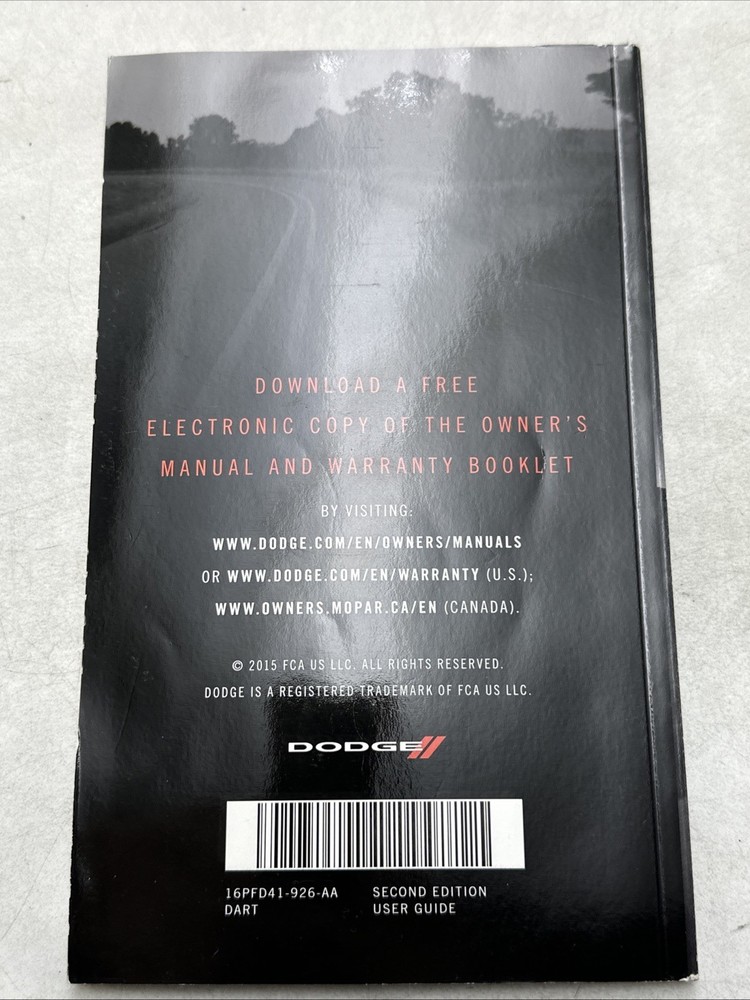 DOWNLOAD A FREE
ELECTRONIC COPY OF THE OWNER'S
MANUAL AND WARRANTY BOOKLET
BY VISITING:
WWW.DODGE.COM/EN/OWNERS/MANUALS
OR WWW.DODGE.COM/EN/WARRANTY (U.S.);
WWW.OWNERS.MOPAR.CA/EN (CANADA).
© 2015 FCA US LLC. ALL RIGHTS RESERVED.
DODGE IS A REGISTERED TRADEMARK OF FCA US LLC.
DODGE
16PFD41-926-AA SECOND EDITION
DART USER GUIDE